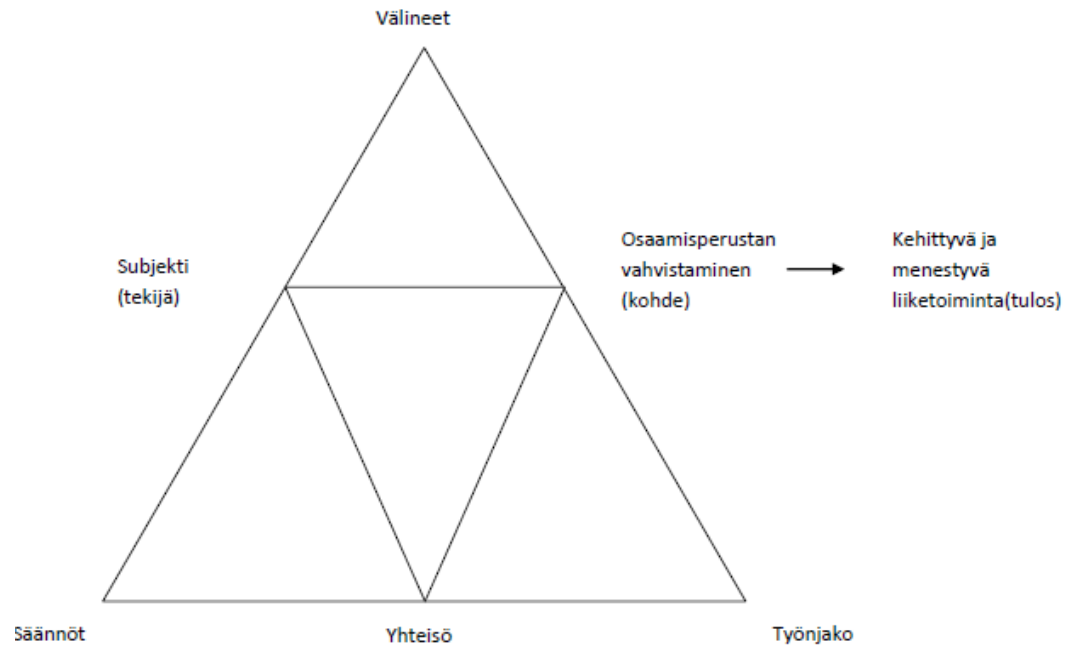 Välineet
Subjekti
(tekijä)
Osaamisperustan
vahvistaminen
(kohde)
Kehittyvä ja
menestyvä
liiketoiminta(tulos)
Säännöt
Yhteisö
Työnjako